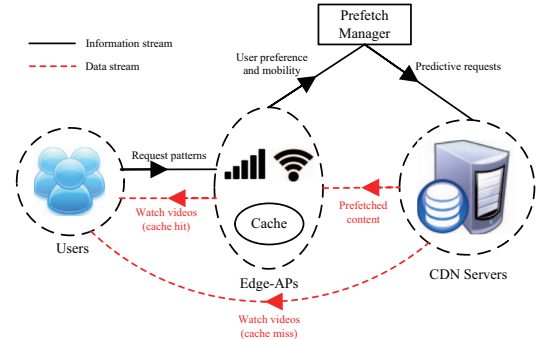 Prefetch
Manager
Information stream
Data stream
User preference
and mobility
Predictive requests
Request patterns
Watch videos
(cache hit)
Cache
Prefetched
content
Users
Edge-APs
CDN Servers
Watch videos
(cache miss)